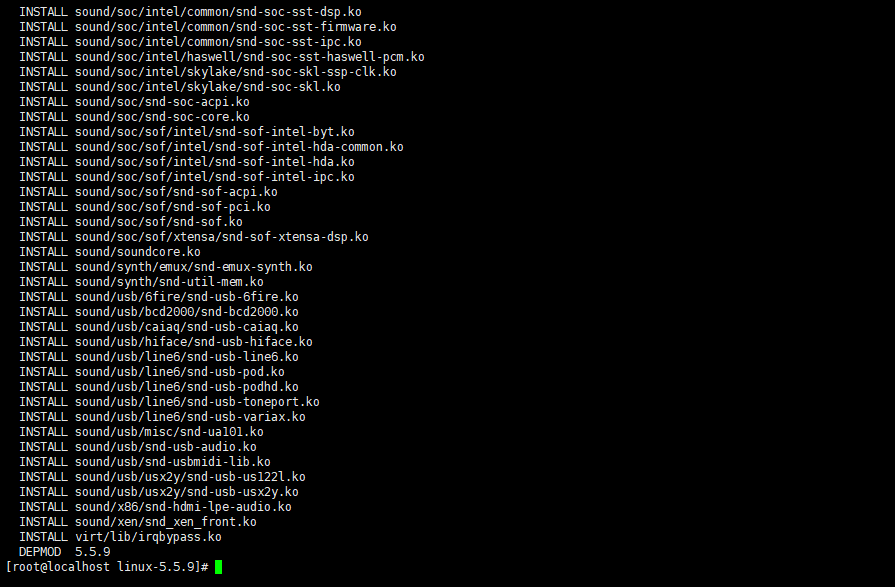 INSTALL sound/soc/intel/common/snd-soc-sst-dsp.ko
INSTALL sound/soc/intel/common/snd-soc-sst-firmware.ko
INSTALL sound/soc/intel/common/snd-soc-sst-ipc.ko
INSTALL sound/soc/intel/haswell/snd-soc-sst-haswell-pcm.ko
INSTALL sound/soc/intel/skylake/snd-soc-skl-ssp-clk.ko
INSTALL sound/soc/intel/skylake/snd-soc-skl.ko
INSTALL sound/soc/snd-soc-acpi.ko
INSTALL sound/soc/snd-soc-core.ko
INSTALL sound/soc/sof/intel/snd-sof-intel-byt.ko
INSTALL sound/soc/sof/intel/snd-sof-intel-hda-common.ko
INSTALL sound/soc/sof/intel/snd-sof-intel-hda.ko
INSTALL sound/soc/sof/intel/snd-sof-intel-ipc.ko
INSTALL sound/soc/sof/snd-sof-acpi.ko
INSTALL sound/soc/sof/snd-sof-pci.ko
INSTALL sound/soc/sof/snd-sof.ko
INSTALL sound/soc/sof/xtensa/snd-sof-xtensa-dsp.ko
INSTALL sound/soundcore.ko
INSTALL sound/synth/emux/snd-emux-synth.ko
INSTALL sound/synth/snd-util-mem.ko
INSTALL sound/usb/6fire/snd-usb-6fire.ko
INSTALL sound/usb/bcd2000/snd-bcd2000.ko
INSTALL sound/usb/caiaq/snd-usb-caiaq.ko
INSTALL sound/usb/hiface/snd-usb-hiface.ko
INSTALL sound/usb/line6/snd-usb-line6.ko
INSTALL sound/usb/line6/snd-usb-pod.ko
INSTALL sound/usb/line6/snd-usb-podhd.ko
INSTALL sound/usb/line6/snd-usb-toneport.ko
INSTALL sound/usb/line6/snd-usb-variax.ko
INSTALL sound/usb/misc/snd-ua101.ko
INSTALL sound/usb/snd-usb-audio.ko
INSTALL sound/usb/snd-usbmidi-lib.ko
INSTALL sound/usb/usx2y/snd-usb-us122l.ko
INSTALL sound/usb/usx2y/snd-usb-usx2y.ko
INSTALL sound/x86/snd-hdmi-lpe-audio.ko
INSTALL sound/xen/snd_xen_front.ko
INSTALL virt/lib/irqbypass.ko
DEPMOD  5.5.9
[root@localhost linux-5.5.9]#